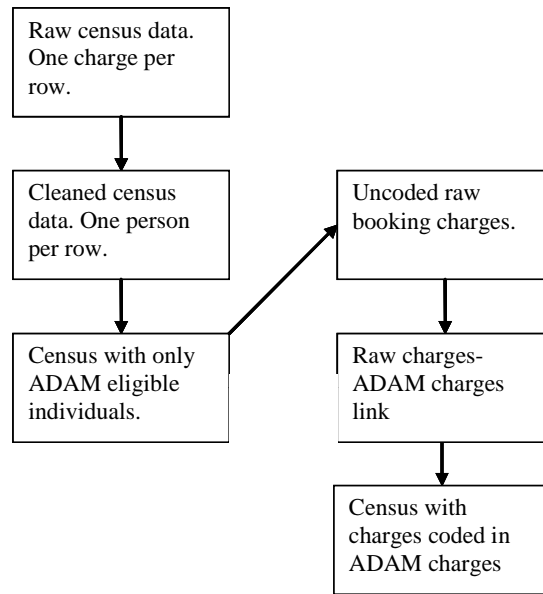 Raw census data.
One charge per
row.
Cleaned census
data. One person
per row.
Census with only
ADAM eligible
individuals.
Uncoded raw
booking charges.
Raw charges-
ADAM charges
link
Census with
charges coded in
ADAM charges